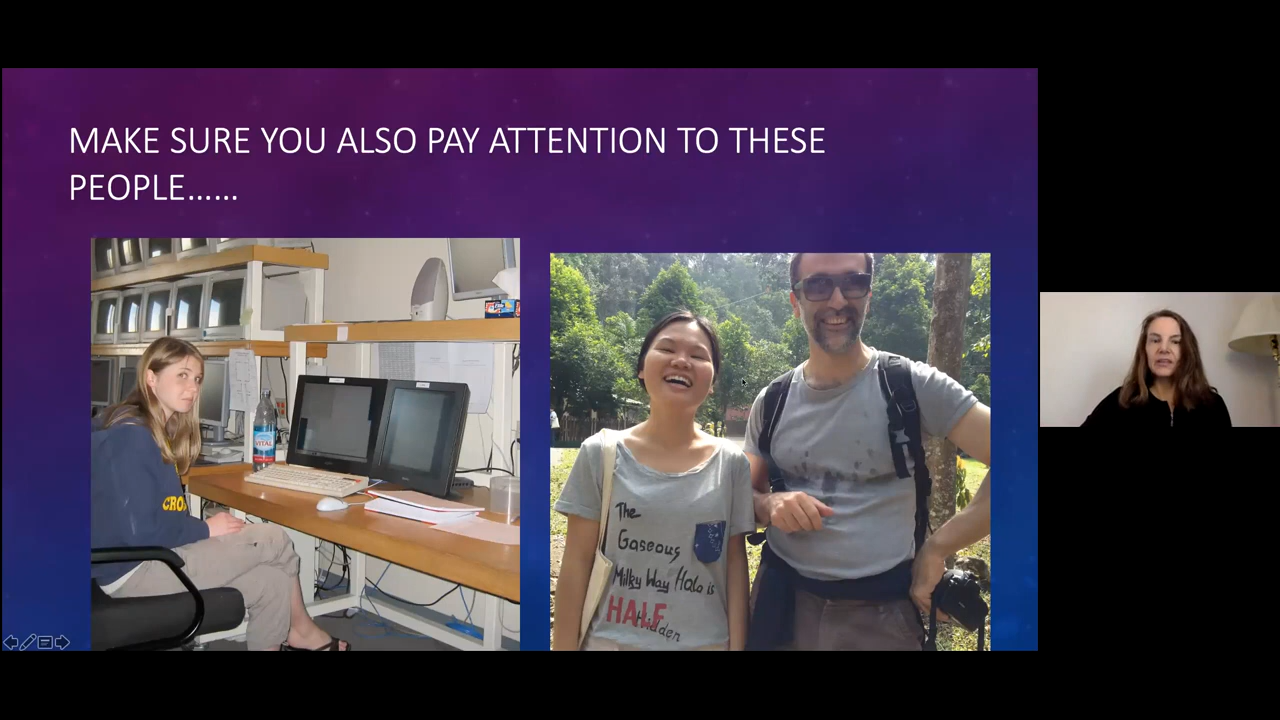 MAKE SURE YOU ALSO PAY ATTENTION TO THESE
PEOPLE……
CRO
VITAL
The
Gaseous
Milky Way Halo is
HALF
Hidden